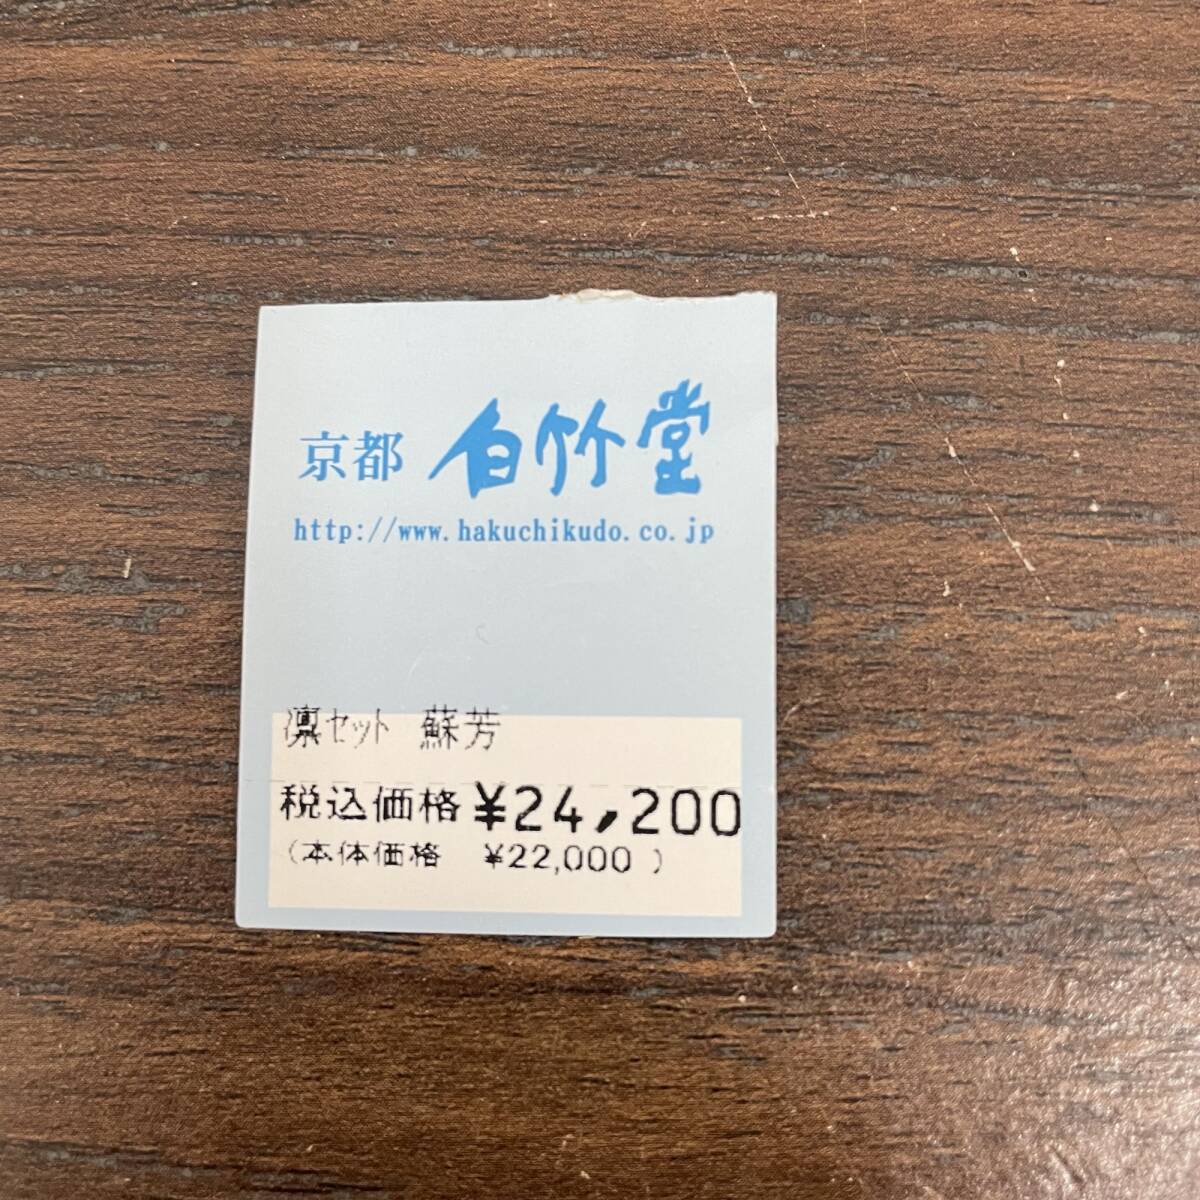 京都 白竹堂
http://www.hakuchikudo.co.jp
凛セット 蘇芳
税込価格 ¥24,200
(本体価格 ¥22,000 )